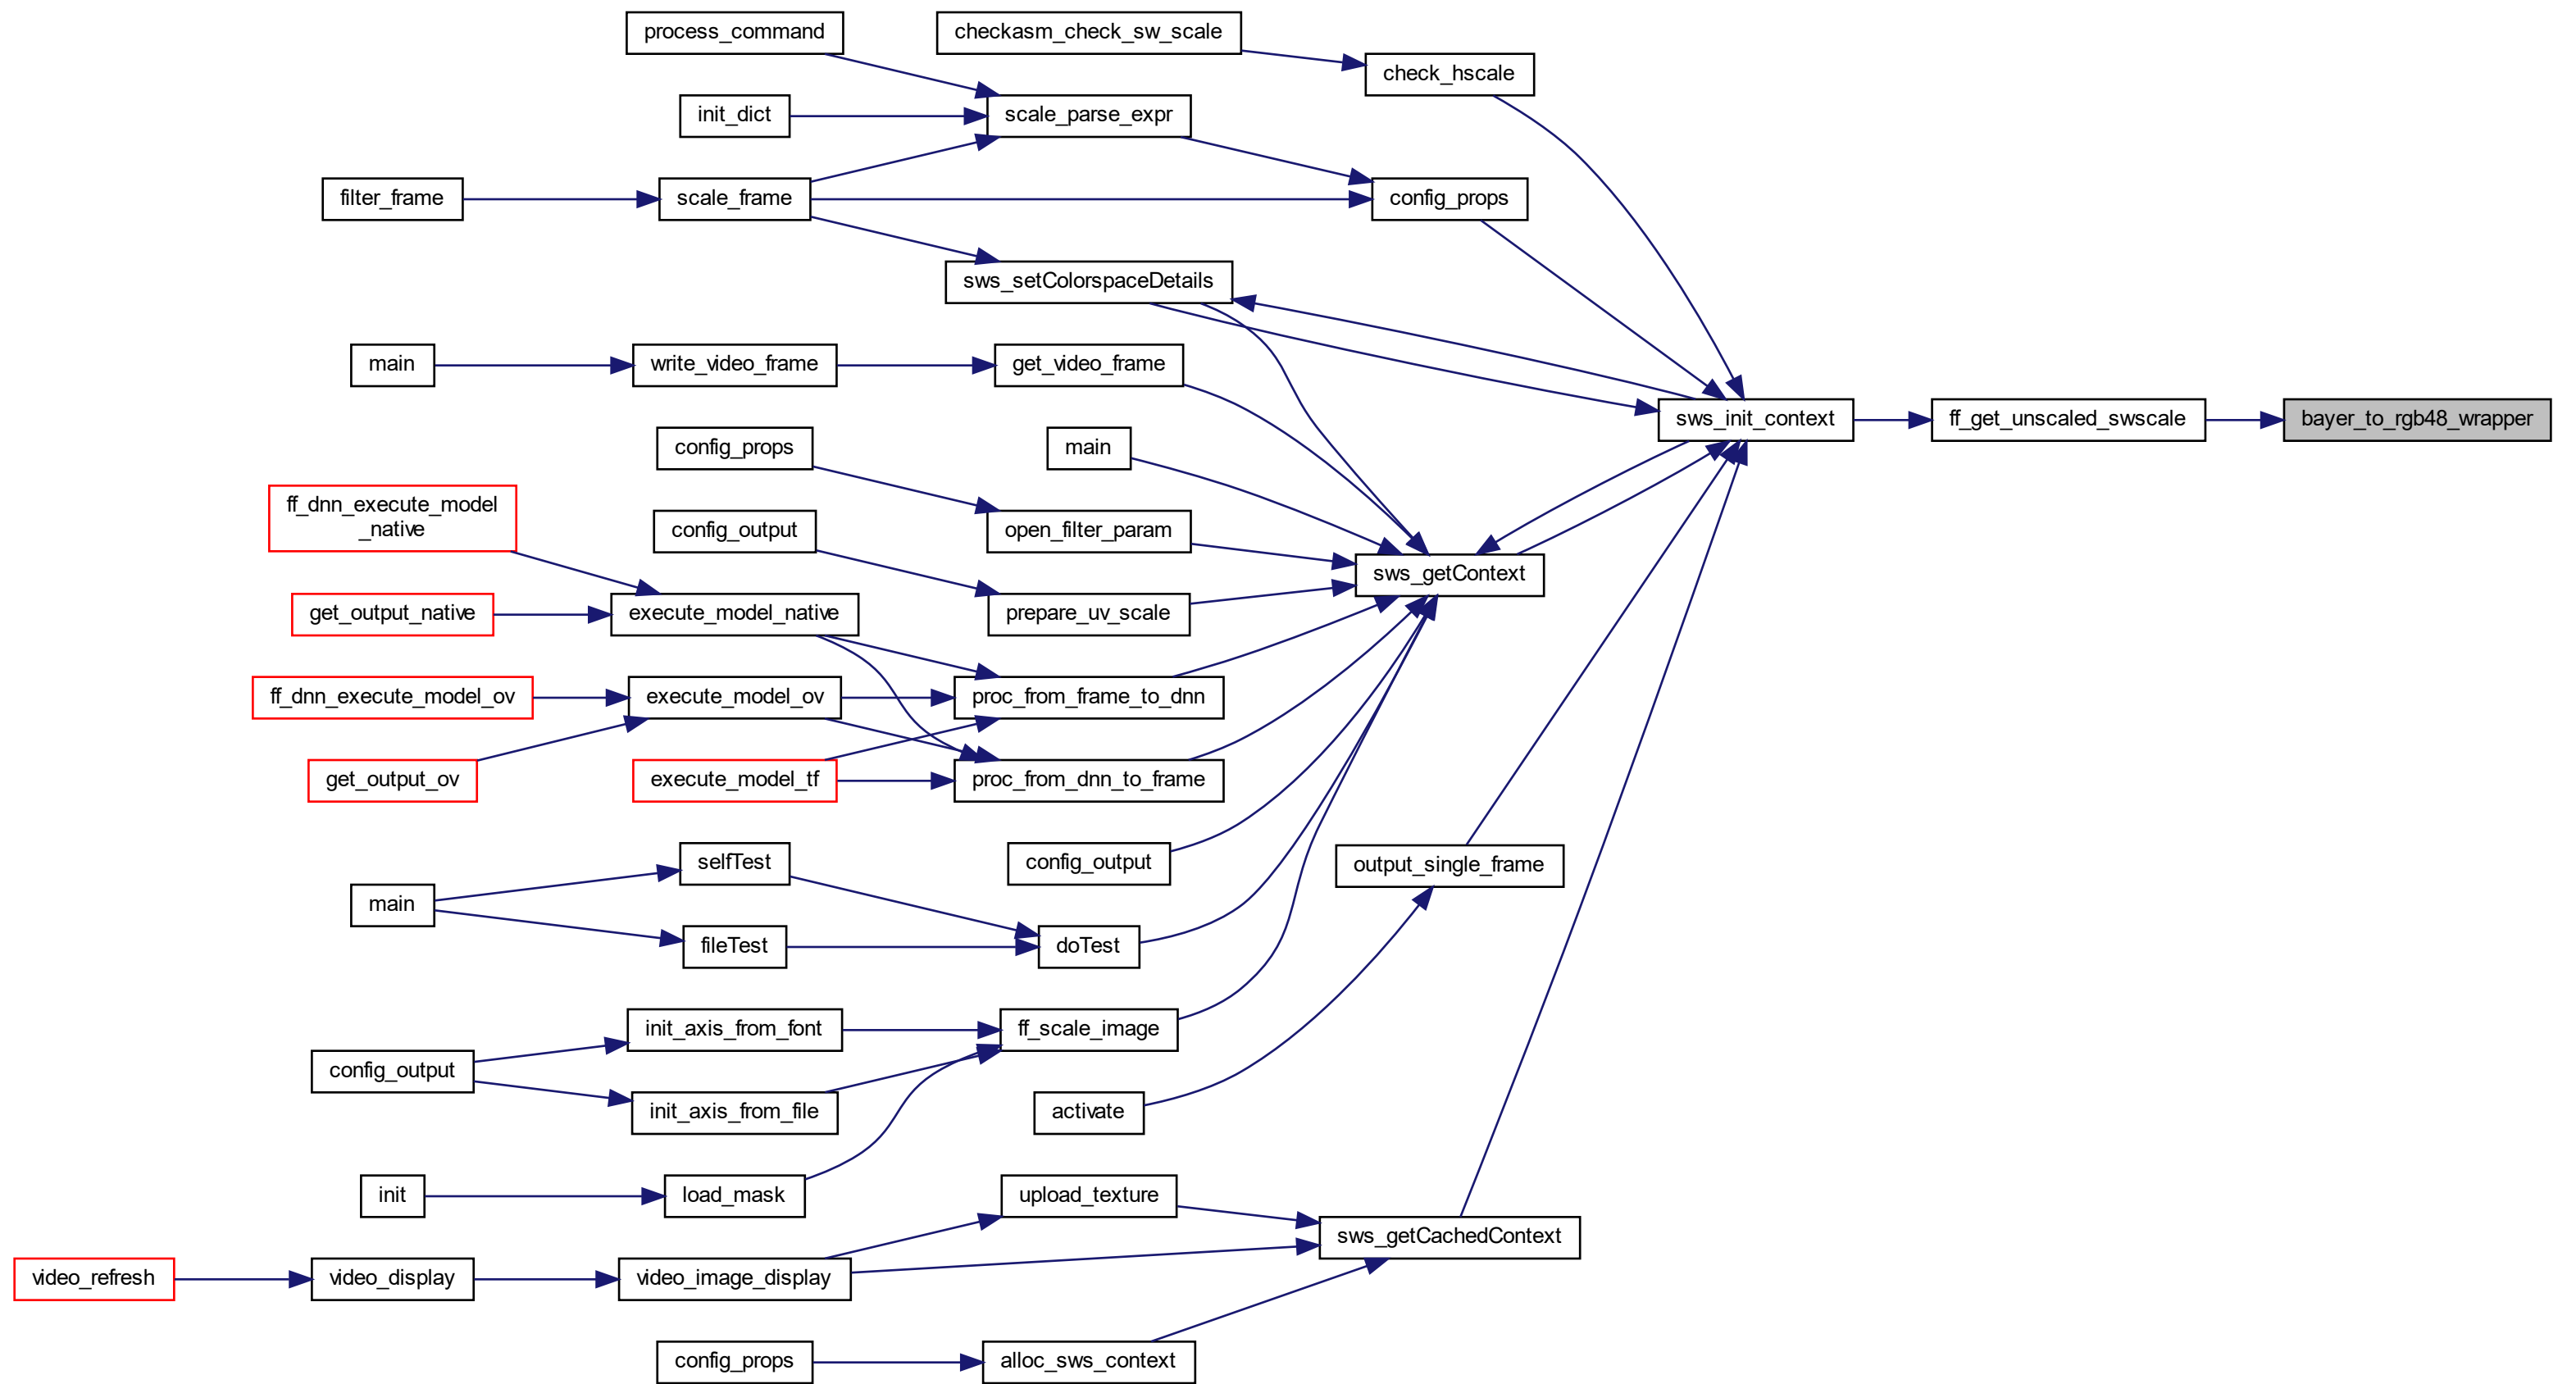 process_command
checkasm_check_sw_scale
check_hscale
init_dict
scale_parse_expr
filter_frame
scale_frame
config_props
sws_setColorspaceDetails
main
write_video_frame
get_video_frame
sws_init_context
ff_get_unscaled_swscale
bayer_to_rgb48_wrapper
config_props
main
ff_dnn_execute_model
_native
config_output
open_filter_param
sws_getContext
get_output_native
execute_model_native
prepare_uv_scale
ff_dnn_execute_model_ov
execute_model_ov
proc_from_frame_to_dnn
get_output_ov
execute_model_tf
proc_from_dnn_to_frame
selfTest
config_output
output_single_frame
main
fileTest
doTest
init_axis_from_font
ff_scale_image
config_output
init_axis_from_file
activate
init
load_mask
upload_texture
sws_getCachedContext
video_refresh
video_display
video_image_display
config_props
alloc_sws_context